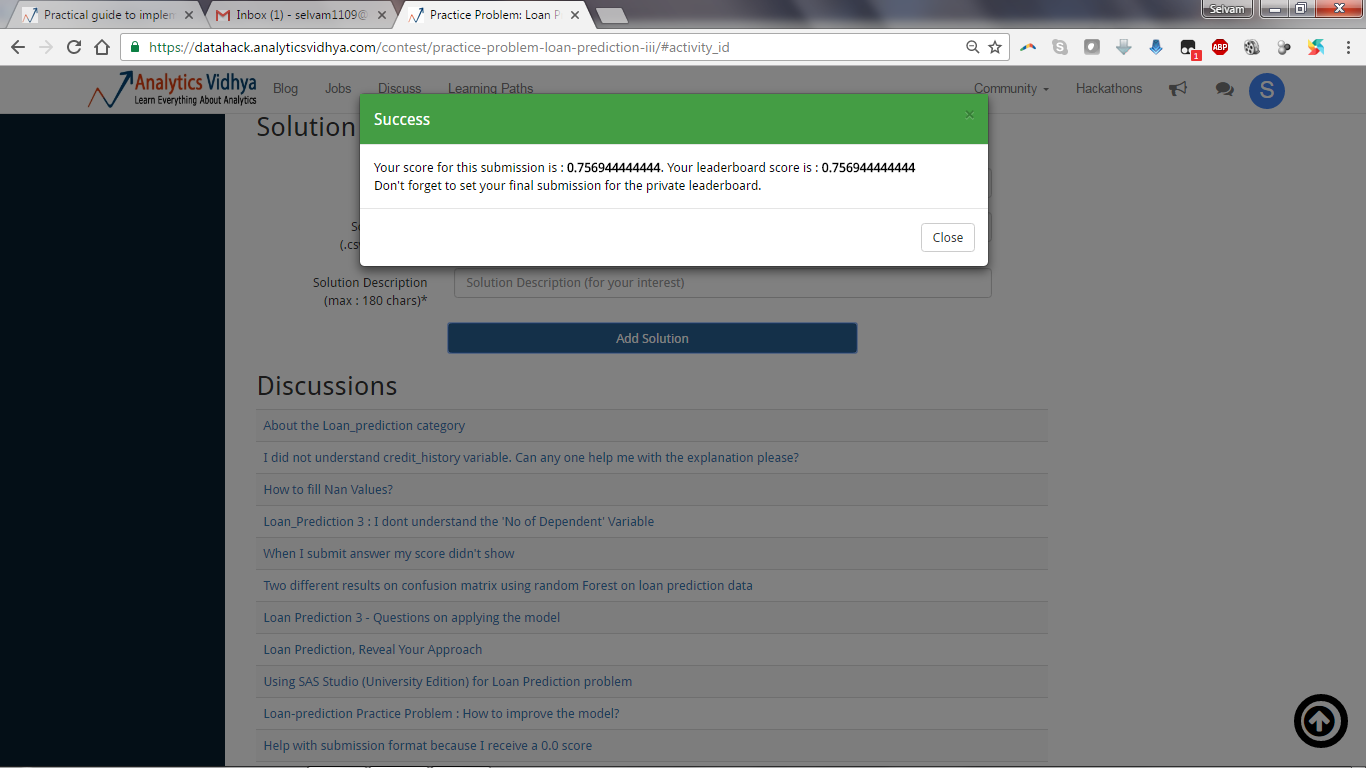 Practical guide to implem
Inbox (1) - selvam1109@
Practice Problem: Loan P
Selvam
https://datahack.analyticsvidhya.com/contest/practice-problem-loan-prediction-iii/#activity_id
ABP
1
Analytics Vidhya
Learn Everything About Analytics
Blog
Jobs
Discuss
Learning Paths
Community
Hackathons
S
Solution
Success
×
Your score for this submission is : 0.756944444444. Your leaderboard score is : 0.756944444444
Don't forget to set your final submission for the private leaderboard.
Close
(.cs
Solution Description
(max : 180 chars)*
Solution Description (for your interest)
Add Solution
Discussions
About the Loan_prediction category
I did not understand credit_history variable. Can any one help me with the explanation please?
How to fill Nan Values?
Loan_Prediction 3 : I dont understand the 'No of Dependent' Variable
When I submit answer my score didn't show
Two different results on confusion matrix using random Forest on loan prediction data
Loan Prediction 3 - Questions on applying the model
Loan Prediction, Reveal Your Approach
Using SAS Studio (University Edition) for Loan Prediction problem
Loan-prediction Practice Problem : How to improve the model?
Help with submission format because I receive a 0.0 score